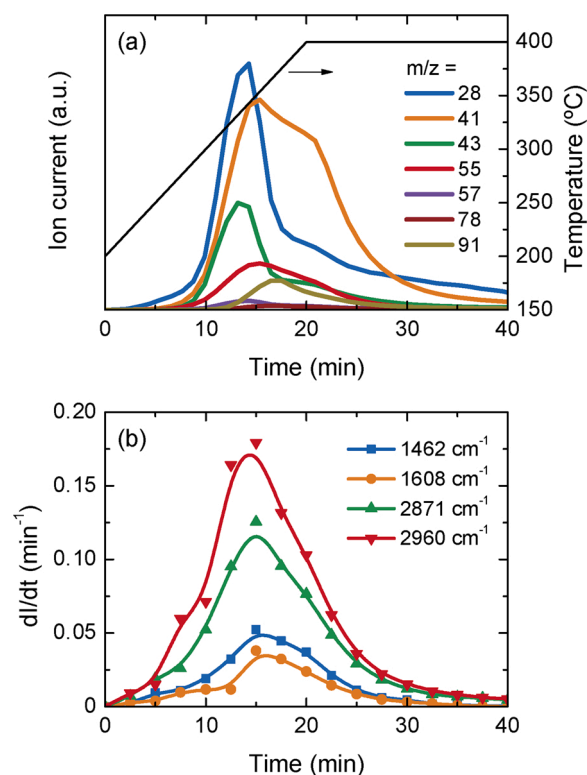 (a)
m/z =
28
41
43
55
57
78
91
Ion current (a.u.)
400
350
300
250
200
150
Temperature (ºC)
0 10 20 30 40
Time (min)
(b)
1462 cm⁻¹
1608 cm⁻¹
2871 cm⁻¹
2960 cm⁻¹
dI/dt (min⁻¹)
0.20
0.15
0.10
0.05
0
0 10 20 30 40
Time (min)